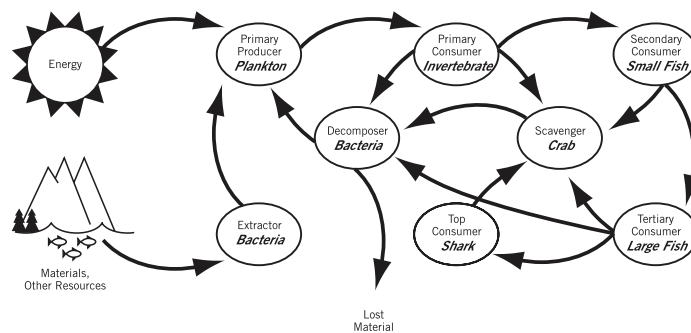 Energy
Primary
Producer
Plankton
Primary
Consumer
Invertebrate
Secondary
Consumer
Small Fish
Decomposer
Bacteria
Scavenger
Crab
Extractor
Bacteria
Top
Consumer
Shark
Tertiary
Consumer
Large Fish
Materials,
Other Resources
Lost
Material